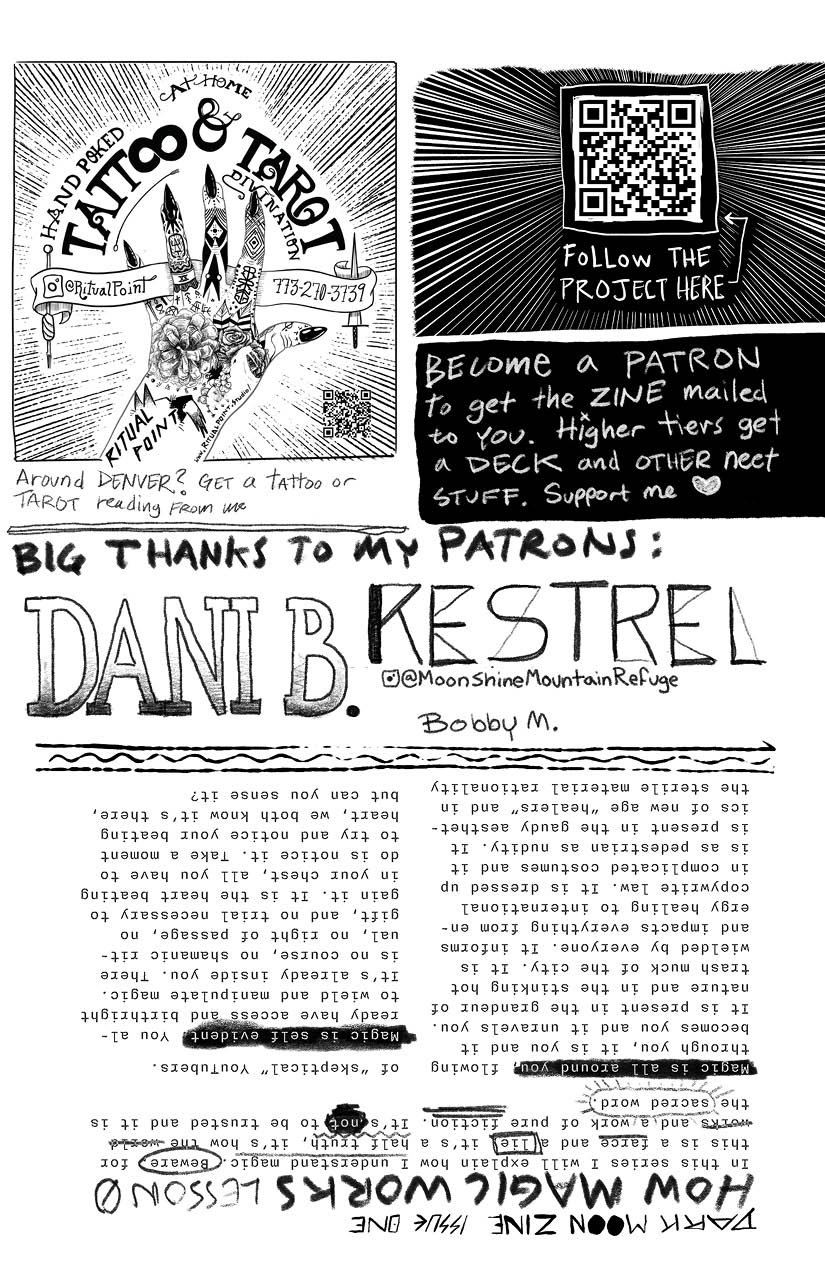 AT HOME
HAND POKED
TATTOO & TAROT
DIVINATION
@RitualPoint
773-270-3739
RITUAL
POINT
www.RITUALPOINT.STUDIO/
Around DENVER? GET a tattoo or
TAROT reading FROM me
FOLLOW THE
PROJECT HERE
BECOME a PATRON
to get the ZINE mailed
to YOU. Higher tiers get
a DECK and OTHER neet
STUFF. Support me
BIG THANKS TO MY PATRONS:
DANI B.
KESTREL
@MoonShineMountainRefuge
Bobby M.
DARK MOON ZINE ISSUE ONE
HOW MAGIC WORKS LESSON 0
In this series I will explain how I understand magic. Beware, for
this is a farce and a lie it's a half truth, it's how the world
works and a work of pure fiction. It's not to be trusted and it is
the sacred word.
Magic is all around you, flowing
through you, it is you and it
becomes you and it unravels you.
It is present in the grandeur of
nature and in the stinking hot
trash muck of the city. It is
wielded by everyone. It informs
and impacts everything from en-
ergy healing to international
copywrite law. It is dressed up
in complicated costumes and it
is as pedestrian as nudity. It
is present in the gaudy aesthet-
ics of new age "healers" and in
the sterile material rationality
of "skeptical" YouTubers.
Magic is self evident You al-
ready have access and birthright
to wield and manipulate magic.
It's already inside you. There
is no course, no shamanic rit-
ual, no right of passage, no
gift, and no trial necessary to
gain it. It is the heart beating
in your chest, all you have to
do is notice it. Take a moment
to try and notice your beating
heart, we both know it's there,
but can you sense it?